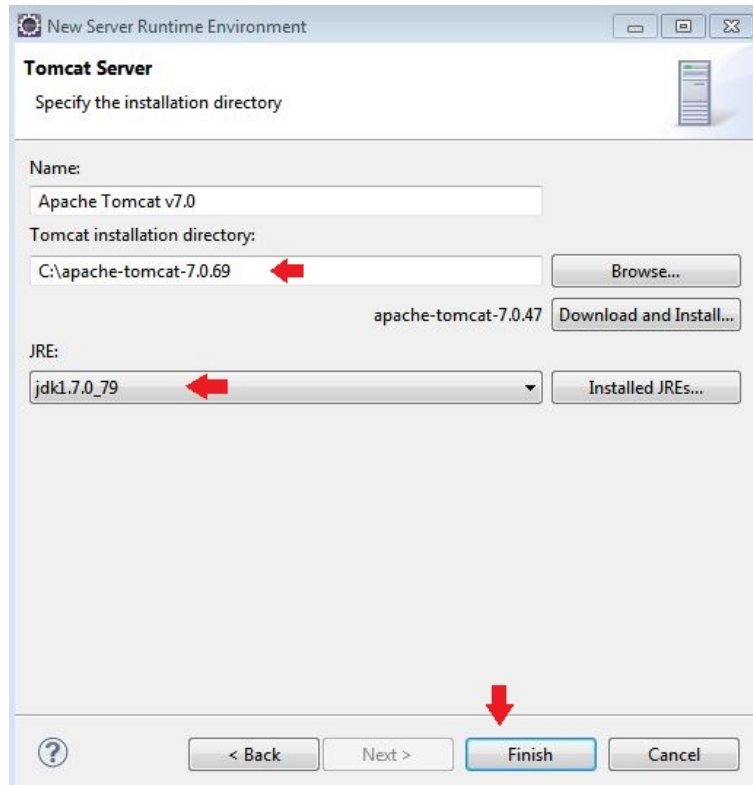 New Server Runtime Environment
Tomcat Server
Specify the installation directory
Name:
Apache Tomcat v7.0
Tomcat installation directory:
C:\apache-tomcat-7.0.69
Browse...
apache-tomcat-7.0.47 Download and Install...
JRE:
jdk1.7.0_79
Installed JREs...
?
< Back Next > Finish Cancel